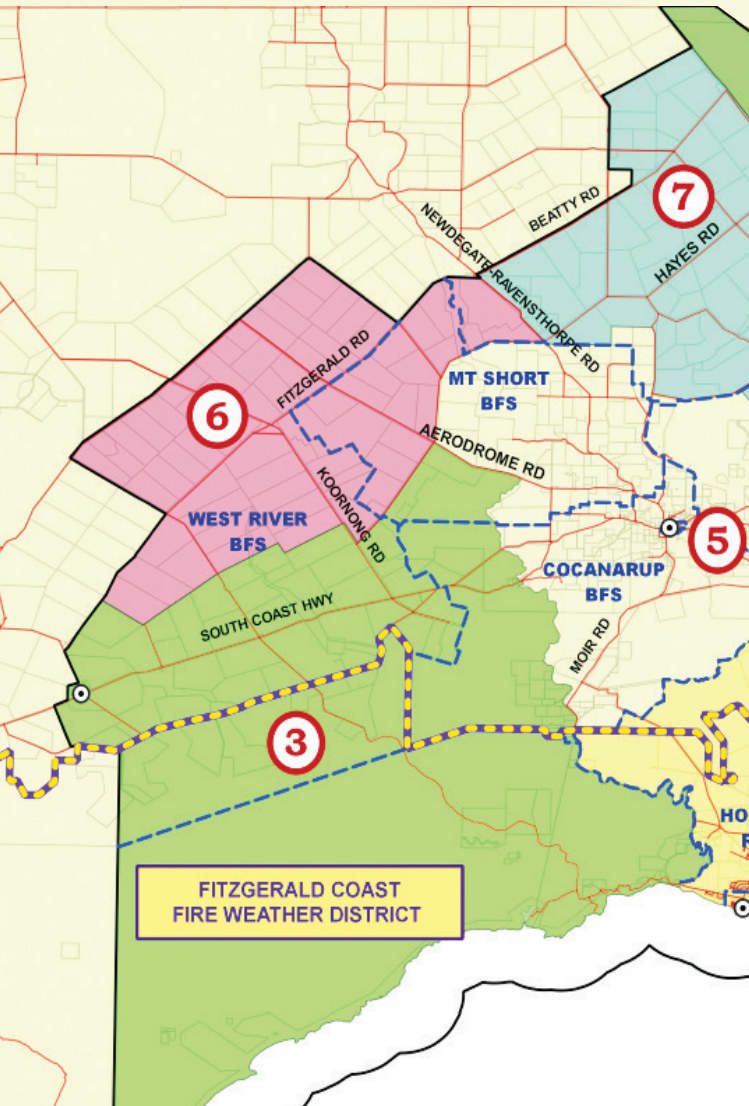 7
BEATTY RD
NEWDEGATE-RAVENSTHORPE RD
HAYES RD
FITZGERALD RD
MT SHORT
BFS
6
AERODROME RD
KOORNONG RD
WEST RIVER
BFS
5
COCANARUP
BFS
SOUTH COAST HWY
MOIR RD
3
HO
FITZGERALD COAST
FIRE WEATHER DISTRICT